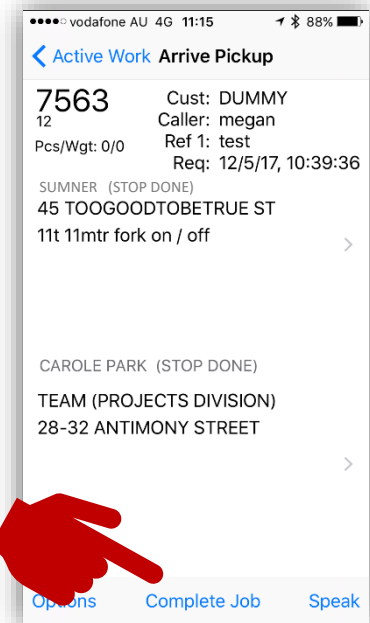 vodafone AU 4G 11:15 88%
Active Work Arrive Pickup
7563 Cust: DUMMY
12 Caller: megan
Pcs/Wgt: 0/0 Ref 1: test
Req: 12/5/17, 10:39:36
SUMNER (STOP DONE)
45 TOOGOODTOBETRUE ST
11t 11mtr fork on / off
CAROLE PARK (STOP DONE)
TEAM (PROJECTS DIVISION)
28-32 ANTIMONY STREET
Options Complete Job Speak